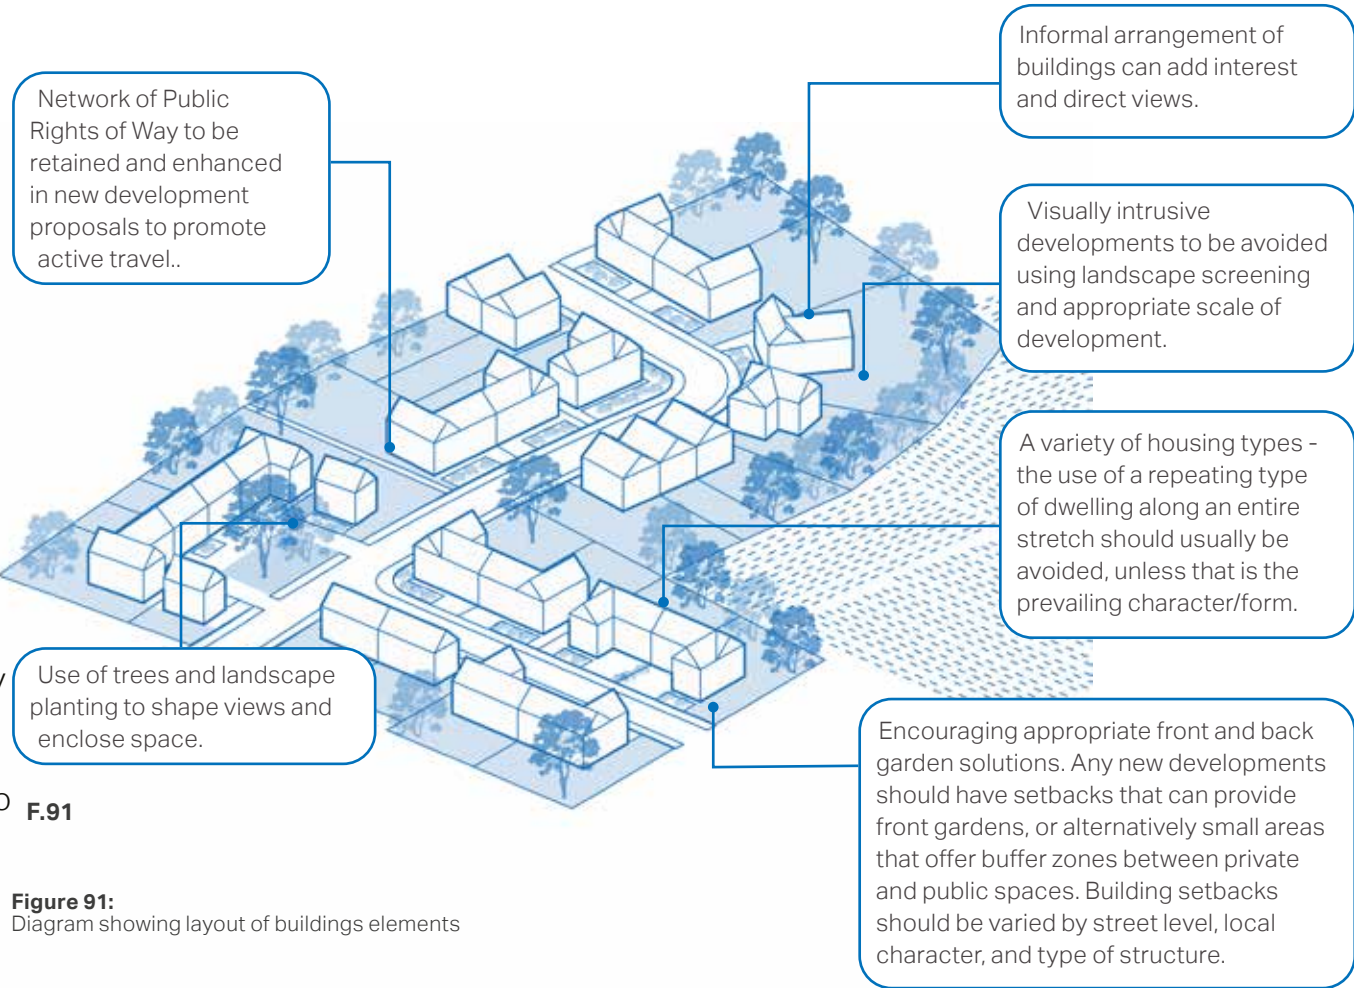 Network of Public
Rights of Way to be
retained and enhanced
in new development
proposals to promote
active travel..
Informal arrangement of
buildings can add interest
and direct views.
Visually intrusive
developments to be avoided
using landscape screening
and appropriate scale of
development.
A variety of housing types -
the use of a repeating type
of dwelling along an entire
stretch should usually be
avoided, unless that is the
prevailing character/form.
Use of trees and landscape
planting to shape views and
enclose space.
Encouraging appropriate front and back
garden solutions. Any new developments
should have setbacks that can provide
front gardens, or alternatively small areas
that offer buffer zones between private
and public spaces. Building setbacks
should be varied by street level, local
character, and type of structure.
F.91
Figure 91:
Diagram showing layout of buildings elements